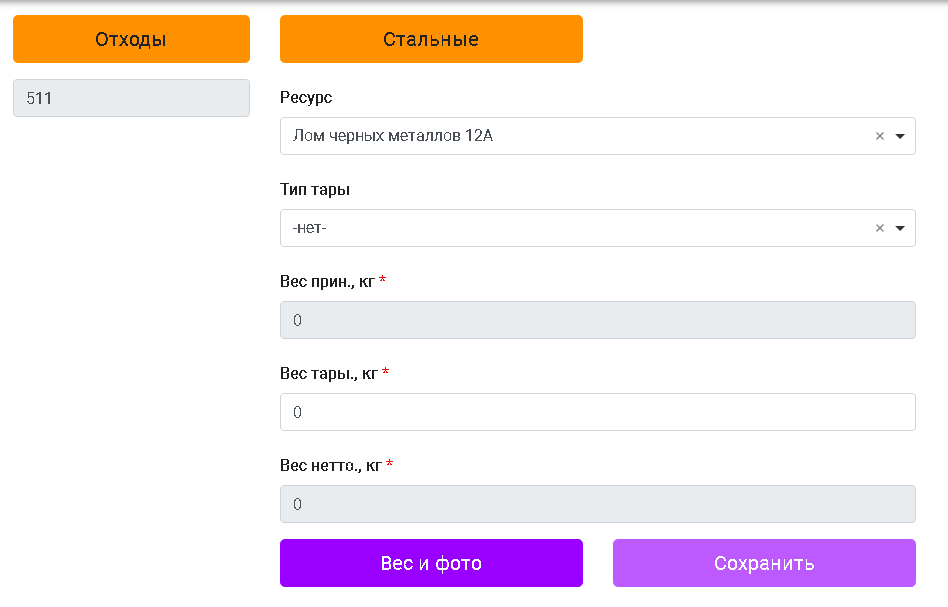 Отходы
Стальные
511
Ресурс
Лом черных металлов 12А
×
Тип тары
-нет-
×
Вес прин., кг *
0
Вес тары., кг *
0
Вес нетто., кг *
0
Вес и фото
Сохранить